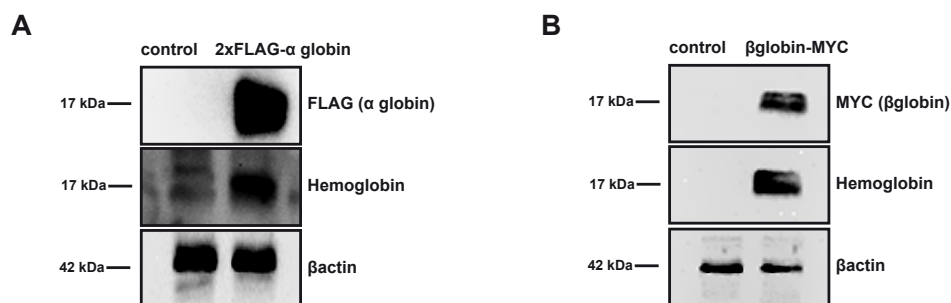 A
control 2xFLAG-α globin
17 kDa
FLAG (α globin)
17 kDa
Hemoglobin
42 kDa
βactin
B
control βglobin-MYC
17 kDa
MYC (βglobin)
17 kDa
Hemoglobin
42 kDa
βactin